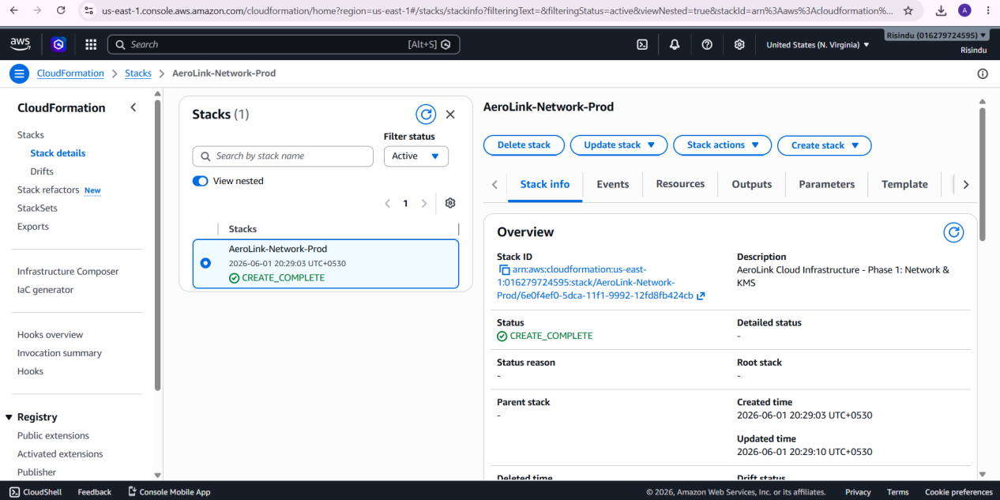 us-east-1.console.aws.amazon.com/cloudformation/home?region=us-east-1#/stacks/stackinfo?filteringText=&filteringStatus=active&viewNested=true&stackId=arn%3Aaws%3Acloudformation%...
A
aws
Search
[Alt+S]
United States (N. Virginia)
Risindu (016279724595)
Risindu
CloudFormation
Stacks
AeroLink-Network-Prod
CloudFormation
Stacks
Stack details
Drifts
Stack refactors New
StackSets
Exports
Infrastructure Composer
IaC generator
Hooks overview
Invocation summary
Hooks
Registry
Public extensions
Activated extensions
Publisher
Stacks (1)
Filter status
Search by stack name
Active
View nested
1
Stacks
AeroLink-Network-Prod
2026-06-01 20:29:03 UTC+0530
CREATE_COMPLETE
AeroLink-Network-Prod
Delete stack
Update stack
Stack actions
Create stack
Stack info
Events
Resources
Outputs
Parameters
Template
Overview
Stack ID
arn:aws:cloudformation:us-east-
1:016279724595:stack/AeroLink-Network-
Prod/6e0f4ef0-5dca-11f1-9992-12fd8fb424cb
Description
AeroLink Cloud Infrastructure - Phase 1: Network &
KMS
Status
CREATE_COMPLETE
Detailed status
-
Status reason
-
Root stack
-
Parent stack
-
Created time
2026-06-01 20:29:03 UTC+0530
Updated time
2026-06-01 20:29:10 UTC+0530
Deleted time
Drift status
CloudShell
Feedback
Console Mobile App
© 2026, Amazon Web Services, Inc. or its affiliates.
Privacy
Terms
Cookie preferences